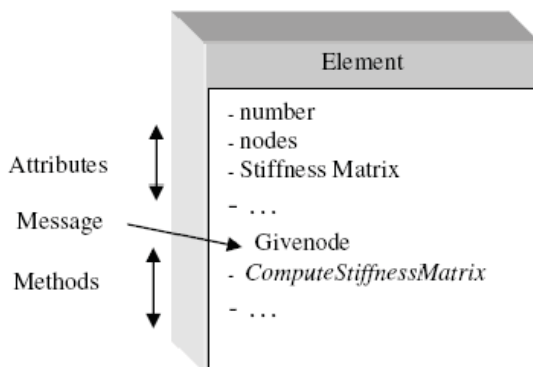 Element
- number
- nodes
Attributes
- Stiffness Matrix
- ...
Message
Givenode
Methods
- ComputeStiffnessMatrix
- ...